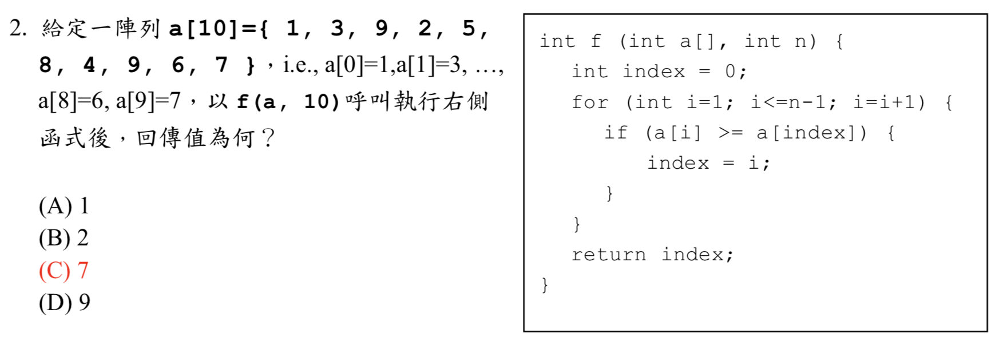 2. 給定一陣列 a[10]={ 1, 3, 9, 2, 5,
8, 4, 9, 6, 7 }，i.e., a[0]=1,a[1]=3, …,
a[8]=6, a[9]=7，以 f(a, 10)呼叫執行右側
函式後，回傳值為何？
(A) 1
(B) 2
(C) 7
(D) 9
int f (int a[], int n) {
int index = 0;
for (int i=1; i<=n-1; i=i+1) {
if (a[i] >= a[index]) {
index = i;
}
}
return index;
}